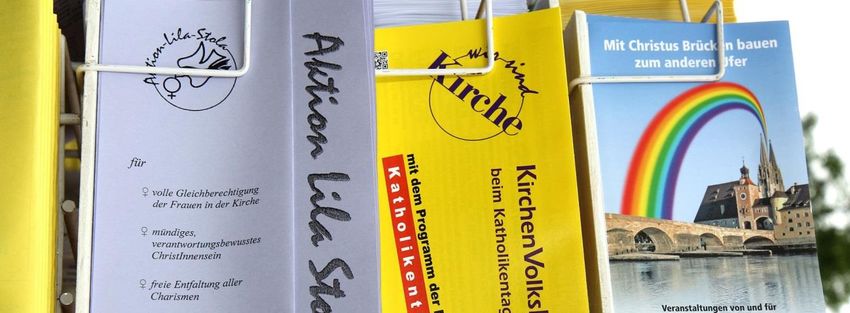 Aktion-Lila-Stola
für
volle Gleichberechtigung
der Frauen in der Kirche
mündiges,
verantwortungsbewusstes
ChristInnensein
freie Entfaltung aller
Charismen
Aktion Lila Sto
wir sind
Kirche
KirchenVolksb
beim Katholikentag
mit dem Programm der
Katholikent
Mit Christus Brücken bauen
zum anderen Ufer
Veranstaltungen von und für